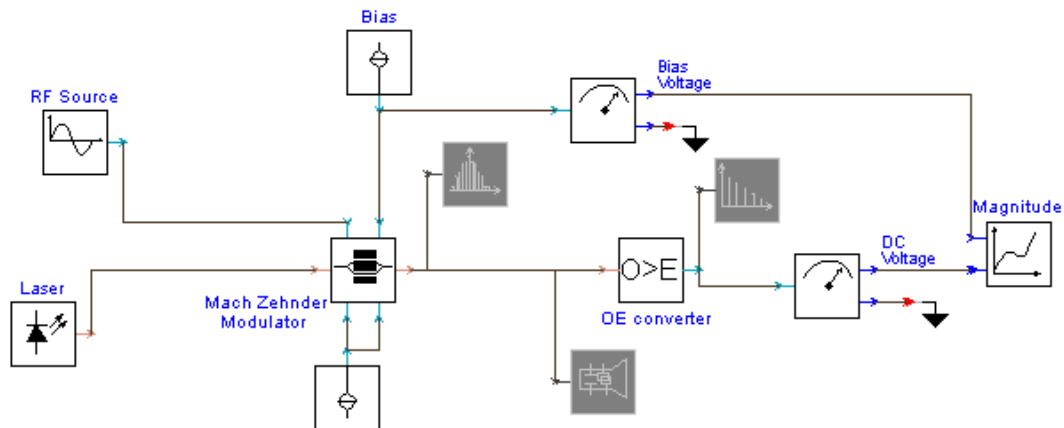 Bias
RF Source
Bias
Voltage
Magnitude
DC
Voltage
O>E
Laser
Mach Zehnder
Modulator
OE converter